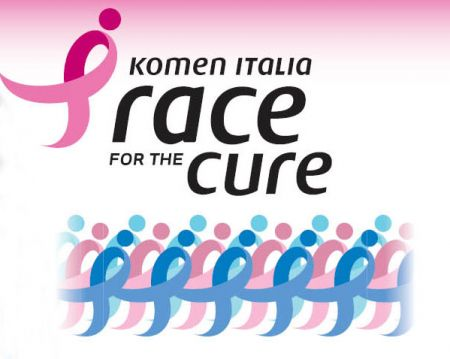 KOMEN ITALIA
race
FOR THE
cure